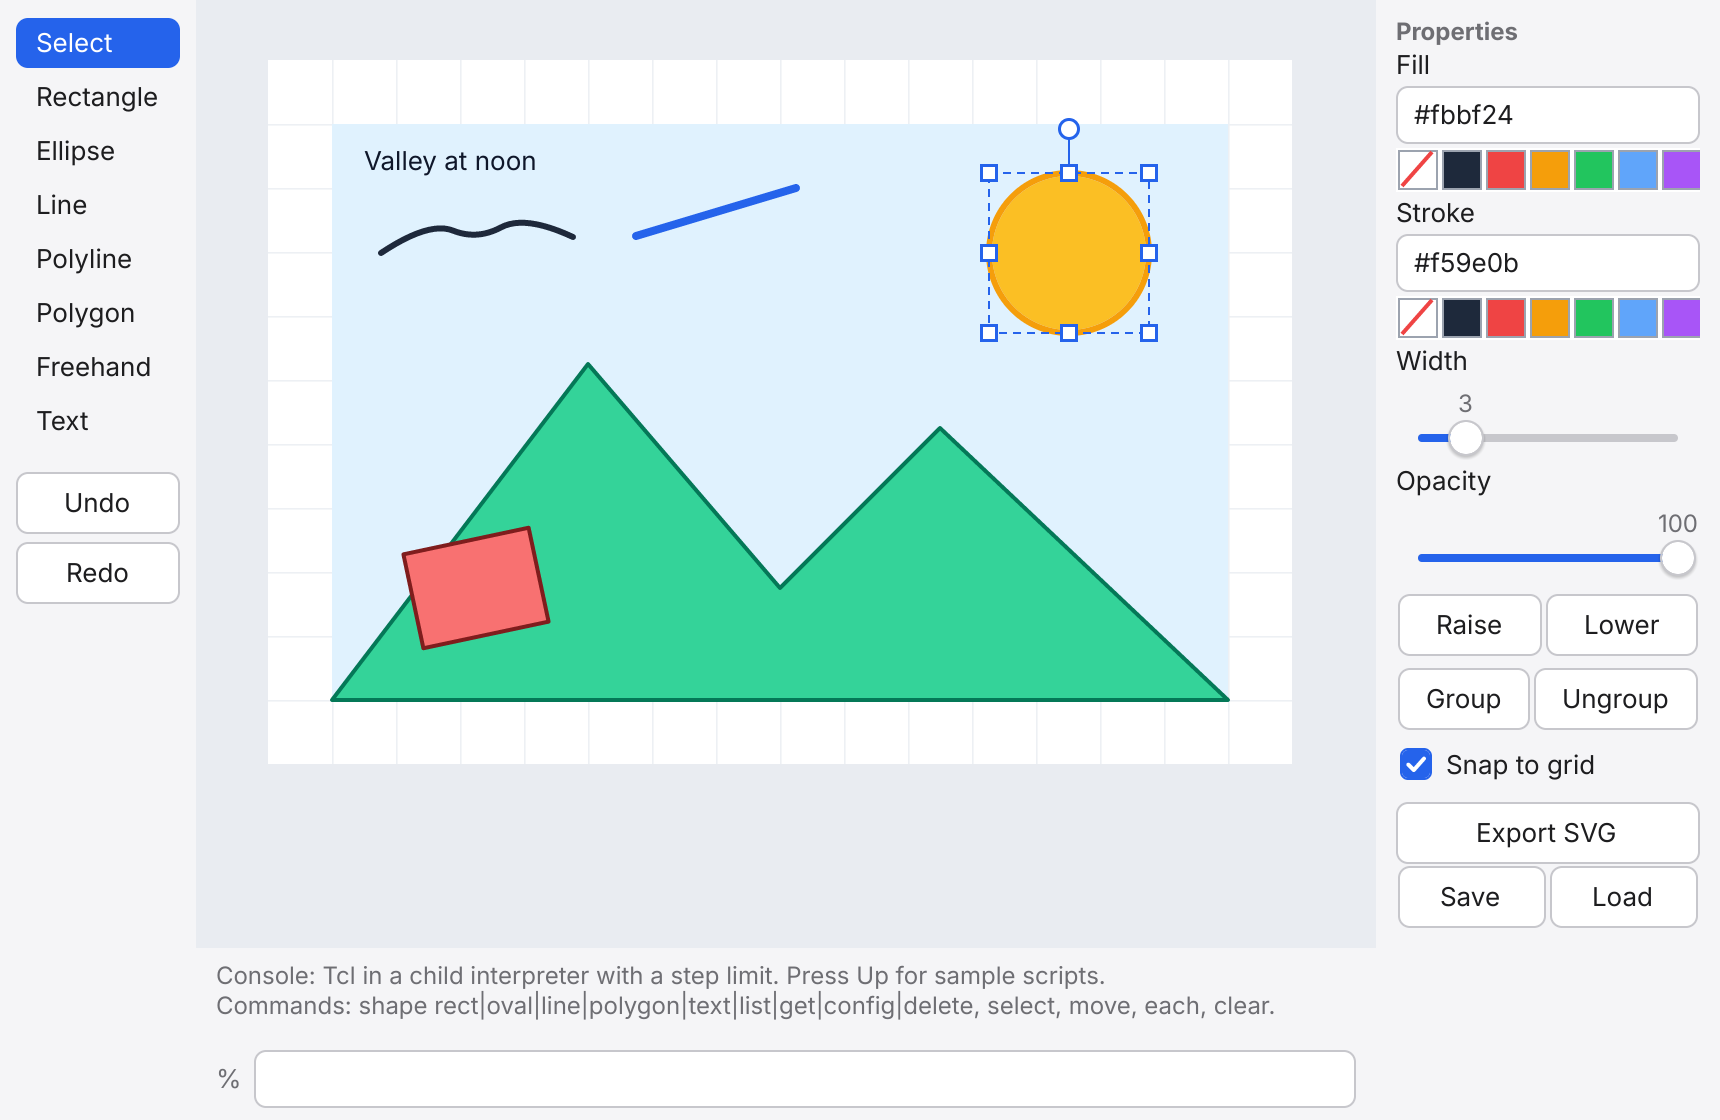 Select
Rectangle
Ellipse
Line
Polyline
Polygon
Freehand
Text
Undo
Redo
Valley at noon
Properties
Fill
#fbbf24
Stroke
#f59e0b
Width
3
Opacity
100
Raise
Lower
Group
Ungroup
Snap to grid
Export SVG
Save
Load
Console: Tcl in a child interpreter with a step limit. Press Up for sample scripts.
Commands: shape rect|oval|line|polygon|text|list|get|config|delete, select, move, each, clear.
%